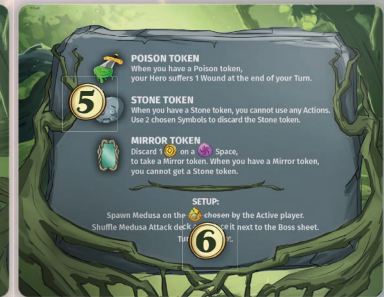 POISON TOKEN
When you have a Poison token,
your Hero suffers 1 Wound at the end of your Turn.
5
STONE TOKEN
When you have a Stone token, you cannot use any Actions.
Use 2 chosen Symbols to discard the Stone token.
MIRROR TOKEN
Discard 1 on a Space,
to take a Mirror token. When you have a Mirror token,
you cannot get a Stone token.
SETUP:
Spawn Medusa on the chosen by the Active player.
Shuffle Medusa Attack deck it next to the Boss sheet.
6